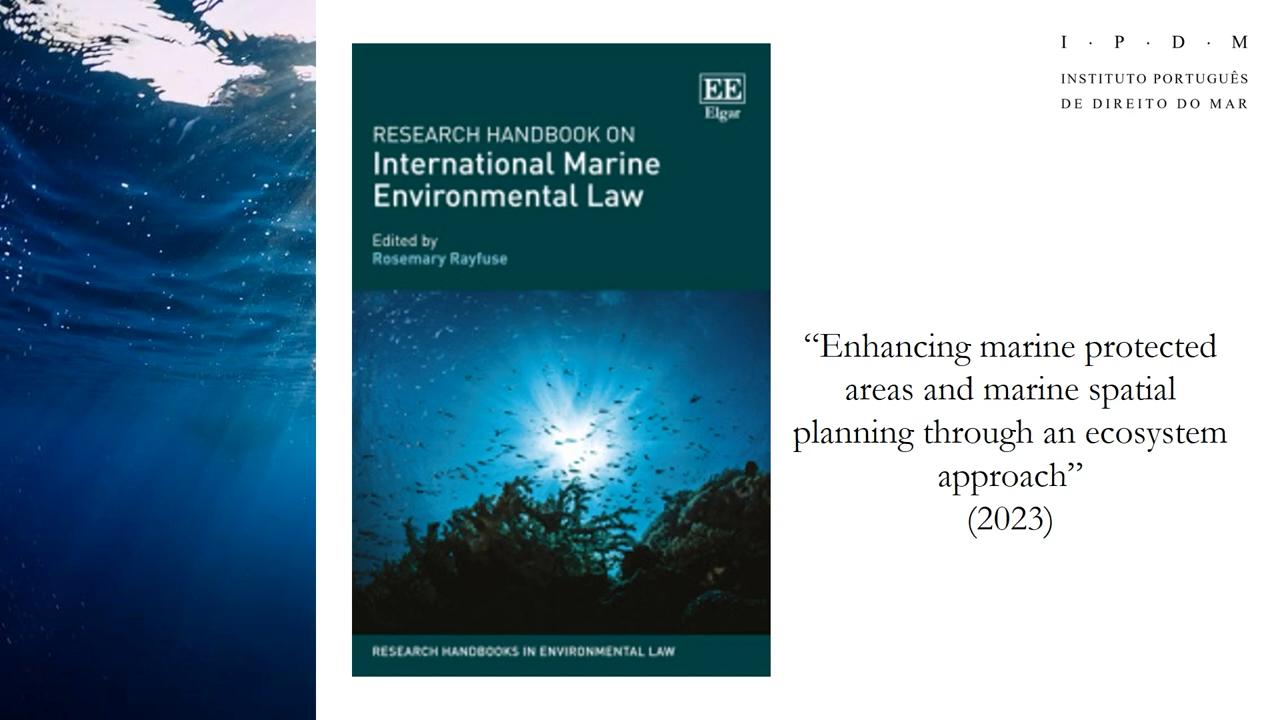 I · P · D · M
INSTITUTO PORTUGUÊS
DE DIREITO DO MAR
EE
Elgar
RESEARCH HANDBOOK ON
International Marine
Environmental Law
Edited by
Rosemary Rayfuse
RESEARCH HANDBOOKS IN ENVIRONMENTAL LAW
“Enhancing marine protected
areas and marine spatial
planning through an ecosystem
approach”
(2023)